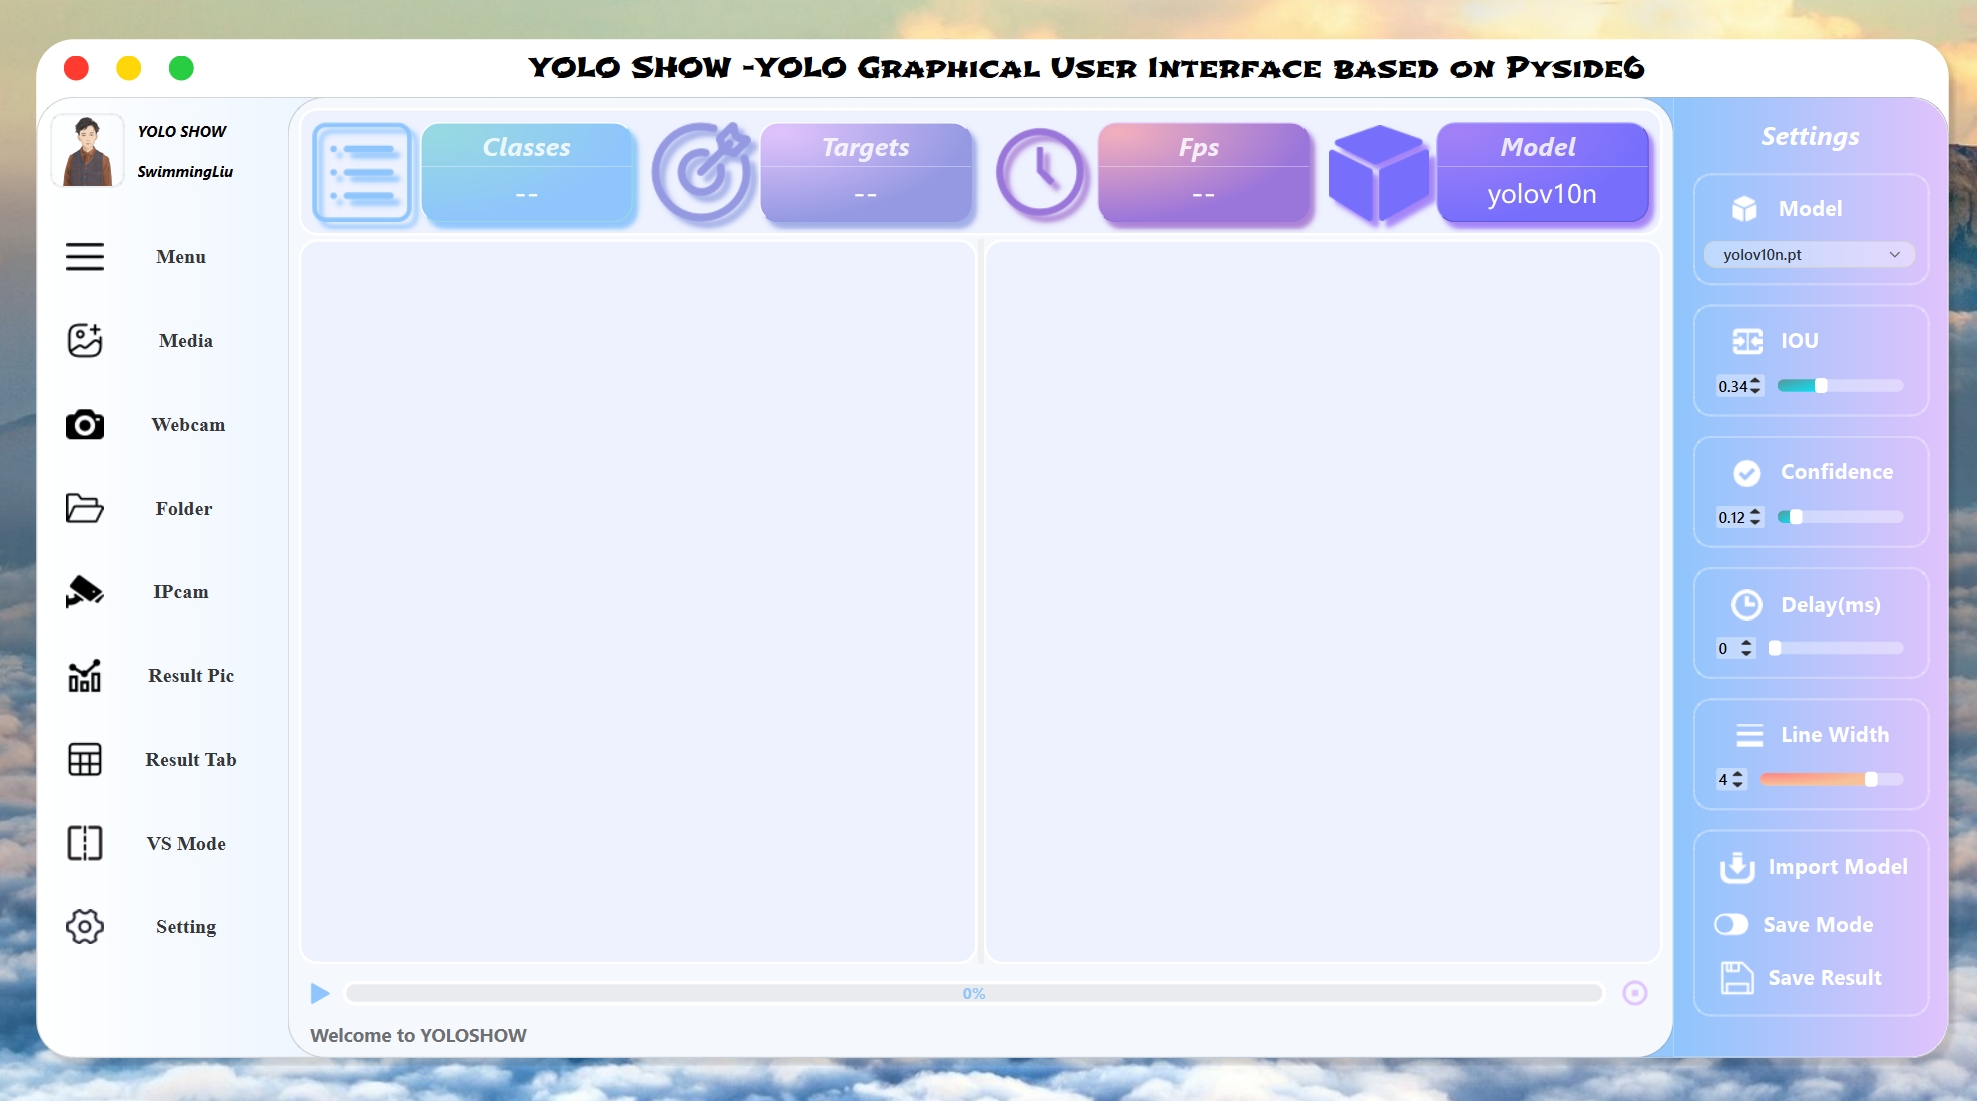 YOLO SHOW -YOLO Graphical User Interface based on Pyside6
YOLO SHOW
SwimmingLiu
Menu
Media
Webcam
Folder
IPcam
Result Pic
Result Tab
VS Mode
Setting
Classes
--
Targets
--
Fps
--
Model
yolov10n
0%
Welcome to YOLOSHOW
Settings
Model
yolov10n.pt
IOU
0.34
Confidence
0.12
Delay(ms)
0
Line Width
4
Import Model
Save Mode
Save Result